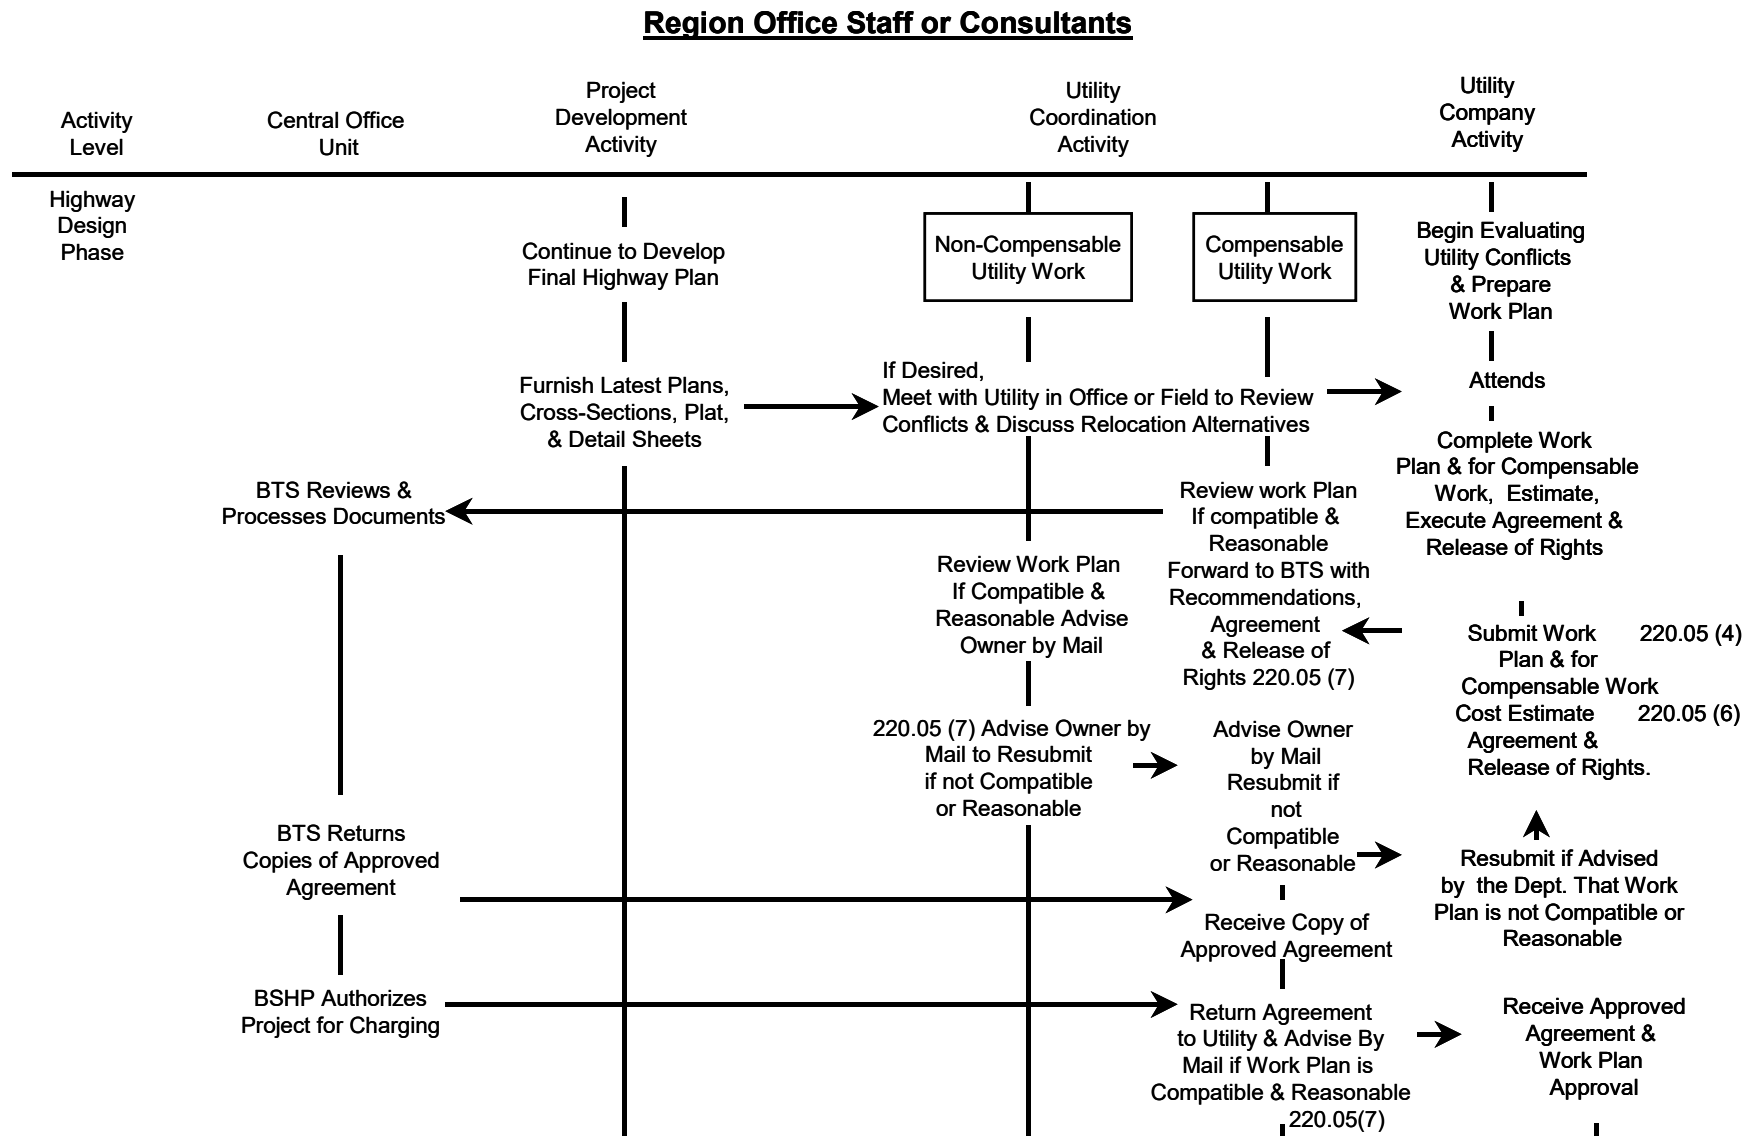 Region Office Staff or Consultants
Activity
Level
Central Office
Unit
Project
Development
Activity
Utility
Coordination
Activity
Utility
Company
Activity
Highway
Design
Phase
Continue to Develop
Final Highway Plan
Non-Compensable
Utility Work
Compensable
Utility Work
Begin Evaluating
Utility Conflicts
& Prepare
Work Plan
Furnish Latest Plans,
Cross-Sections, Plat,
& Detail Sheets
If Desired,
Meet with Utility in Office or Field to Review
Conflicts & Discuss Relocation Alternatives
Attends
Complete Work
Plan & for Compensable
Work, Estimate,
Execute Agreement &
Release of Rights
BTS Reviews &
Processes Documents
Review work Plan
If compatible &
Reasonable
Forward to BTS with
Recommendations,
Agreement
& Release of
Rights 220.05 (7)
Review Work Plan
If Compatible &
Reasonable Advise
Owner by Mail
Submit Work 220.05 (4)
Plan & for
Compensable Work
Cost Estimate 220.05 (6)
Agreement &
Release of Rights.
220.05 (7) Advise Owner by
Mail to Resubmit
if not Compatible
or Reasonable
Advise Owner
by Mail
Resubmit if
not
Compatible
or Reasonable
BTS Returns
Copies of Approved
Agreement
Resubmit if Advised
by the Dept. That Work
Plan is not Compatible or
Reasonable
Receive Copy of
Approved Agreement
BSHP Authorizes
Project for Charging
Return Agreement
to Utility & Advise By
Mail if Work Plan is
Compatible & Reasonable
220.05(7)
Receive Approved
Agreement &
Work Plan
Approval